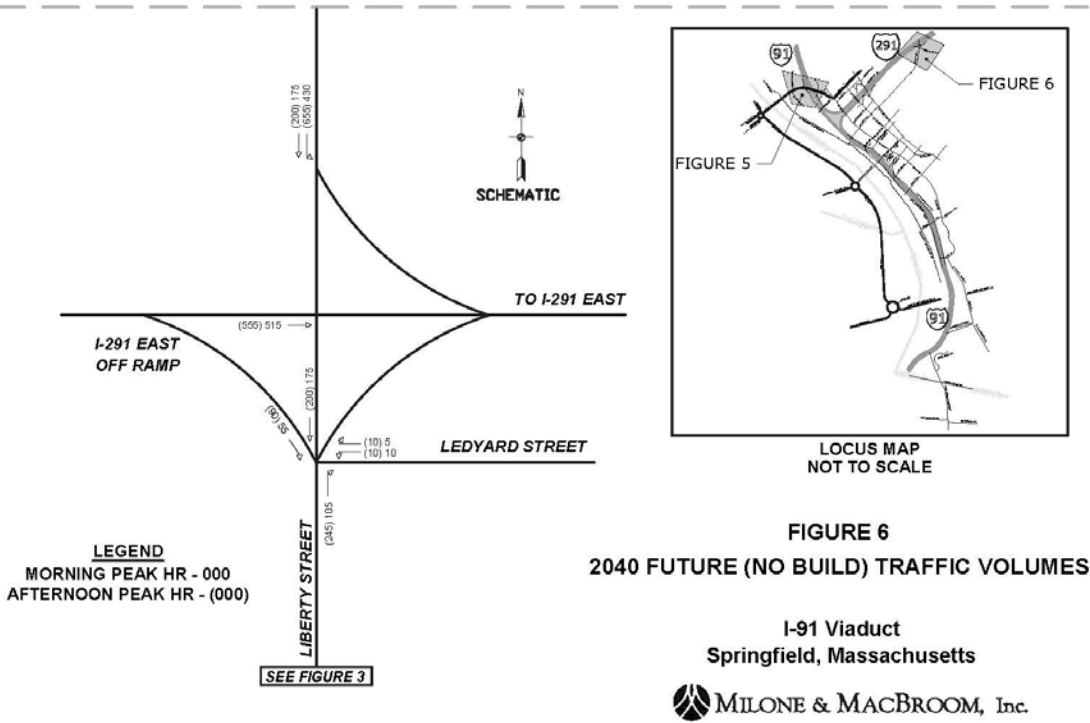 (200) 175
(655) 430
N
SCHEMATIC
TO I-291 EAST
(555) 515
I-291 EAST
OFF RAMP
(200) 175
(90) 55
(10) 5
(10) 10
LEDYARD STREET
(245) 105
LIBERTY STREET
LEGEND
MORNING PEAK HR - 000
AFTERNOON PEAK HR - (000)
SEE FIGURE 3
91
291
FIGURE 6
FIGURE 5
91
LOCUS MAP
NOT TO SCALE
FIGURE 6
2040 FUTURE (NO BUILD) TRAFFIC VOLUMES
I-91 Viaduct
Springfield, Massachusetts
MILONE & MACBROOM, Inc.